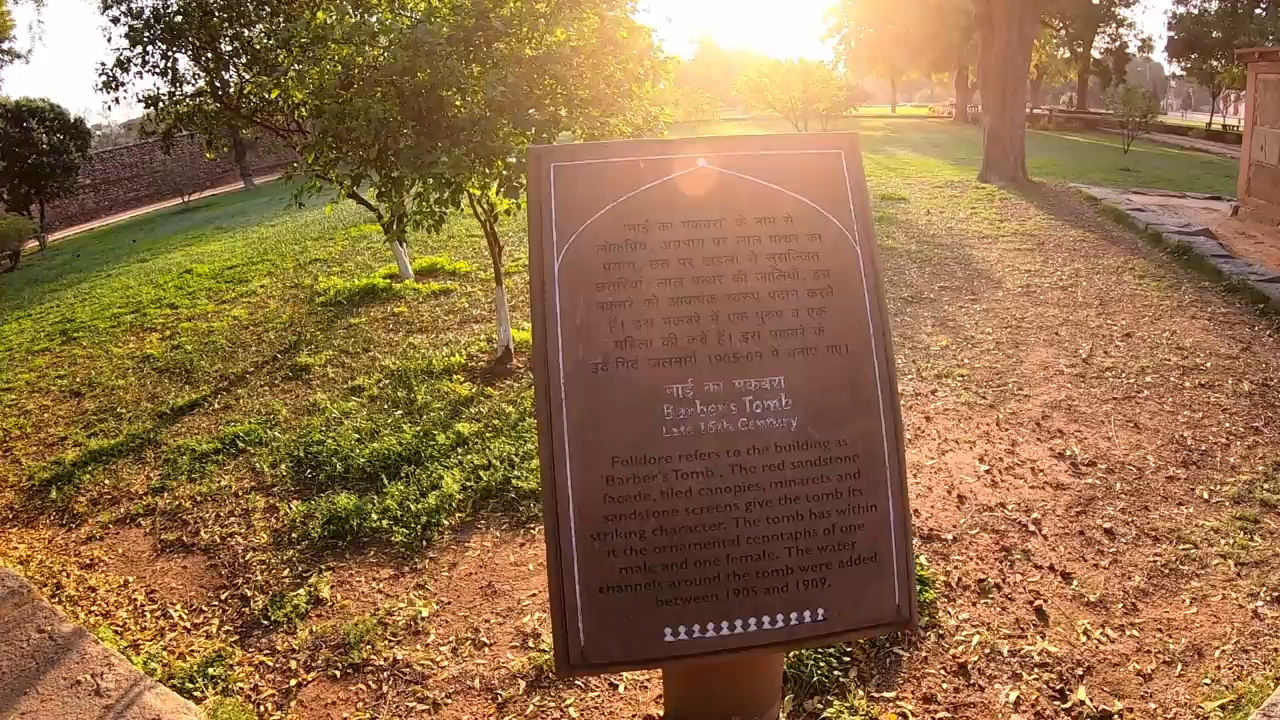 'नाई का मकबरा' के नाम से
लोकप्रिय, अग्रभाग पर लाल पत्थर का
प्रयोग, छत पर टाइलों से सुसज्जित
छतरियाँ, लाल पत्थर की जालियाँ, इस
मकबरे को आकर्षक स्वरूप प्रदान करते
हैं। इस मकबरे में एक पुरुष व एक
महिला की कब्रें हैं। इस मकबरे के
इर्द गिर्द जलमार्ग 1905-09 में बनाए गए।
नाई का मकबरा
Barber's Tomb
Late 16th Century
Folklore refers to the building as
'Barber's Tomb'. The red sandstone
facade, tiled canopies, minarets and
sandstone screens give the tomb its
striking character. The tomb has within
it the ornamental cenotaphs of one
male and one female. The water
channels around the tomb were added
between 1905 and 1909.